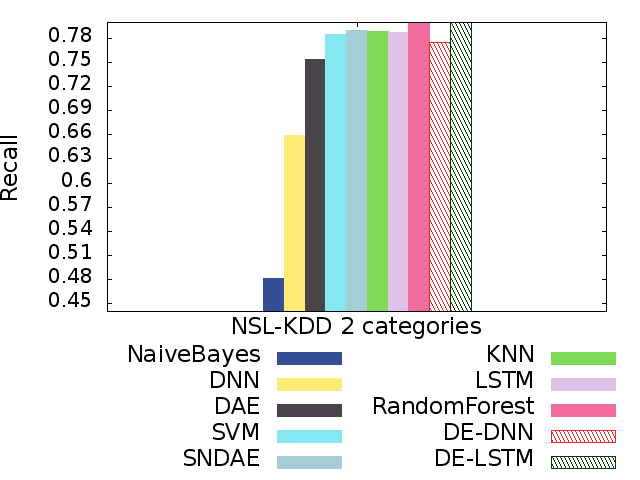 0.78
0.75
0.72
0.69
0.66
0.63
0.6
0.57
0.54
0.51
0.48
0.45
Recall
NSL-KDD 2 categories
NaiveBayes
DNN
DAE
SVM
SNDAE
KNN
LSTM
RandomForest
DE-DNN
DE-LSTM